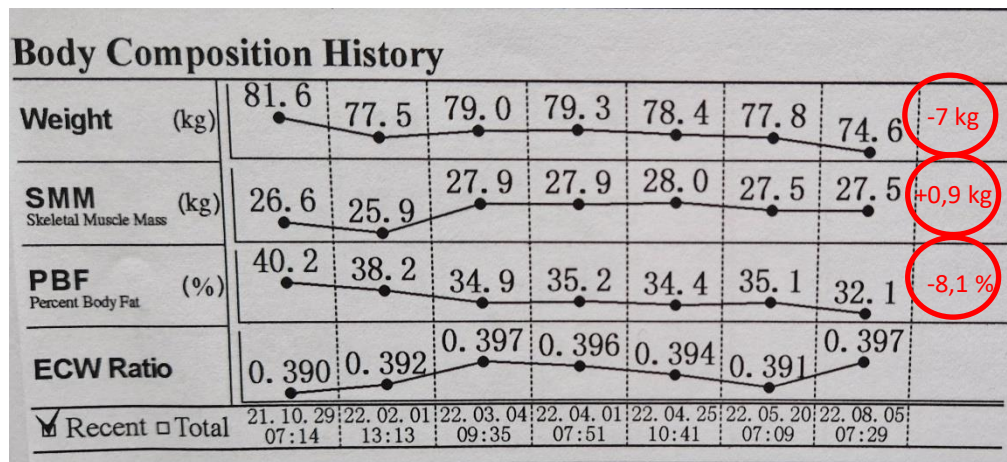 Body Composition History
Weight (kg) 81.6 77.5 79.0 79.3 78.4 77.8 74.6 -7 kg
SMM (kg) 26.6 25.9 27.9 27.9 28.0 27.5 27.5 +0,9 kg
Skeletal Muscle Mass
PBF (%) 40.2 38.2 34.9 35.2 34.4 35.1 32.1 -8,1 %
Percent Body Fat
ECW Ratio 0.390 0.392 0.397 0.396 0.394 0.391 0.397
Recent Total 21.10.29 22.02.01 22.03.04 22.04.01 22.04.25 22.05.20 22.08.05
07:14 13:13 09:35 07:51 10:41 07:09 07:29